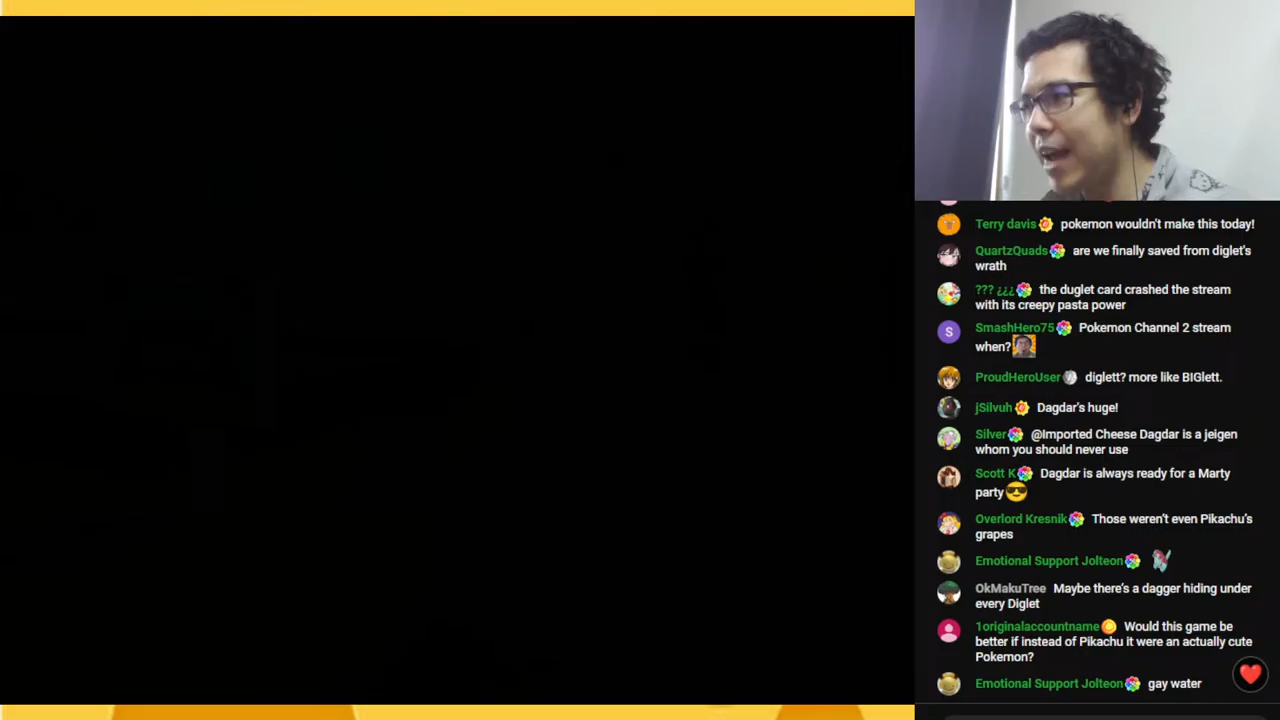 Terry davis pokemon wouldn't make this today!
QuartzQuads are we finally saved from diglet's
wrath
??? ¿¿¿ the duglet card crashed the stream
with its creepy pasta power
S
SmashHero75 Pokemon Channel 2 stream
when?
ProudHeroUser diglett? more like BIGlett.
jSilvuh Dagdar's huge!
Silver @Imported Cheese Dagdar is a jeigen
whom you should never use
Scott K Dagdar is always ready for a Marty
party
Overlord Kresnik Those weren't even Pikachu's
grapes
Emotional Support Jolteon
OkMakuTree Maybe there's a dagger hiding under
every Diglet
1originalaccountname Would this game be
better if instead of Pikachu it were an actually cute
Pokemon?
Emotional Support Jolteon gay water